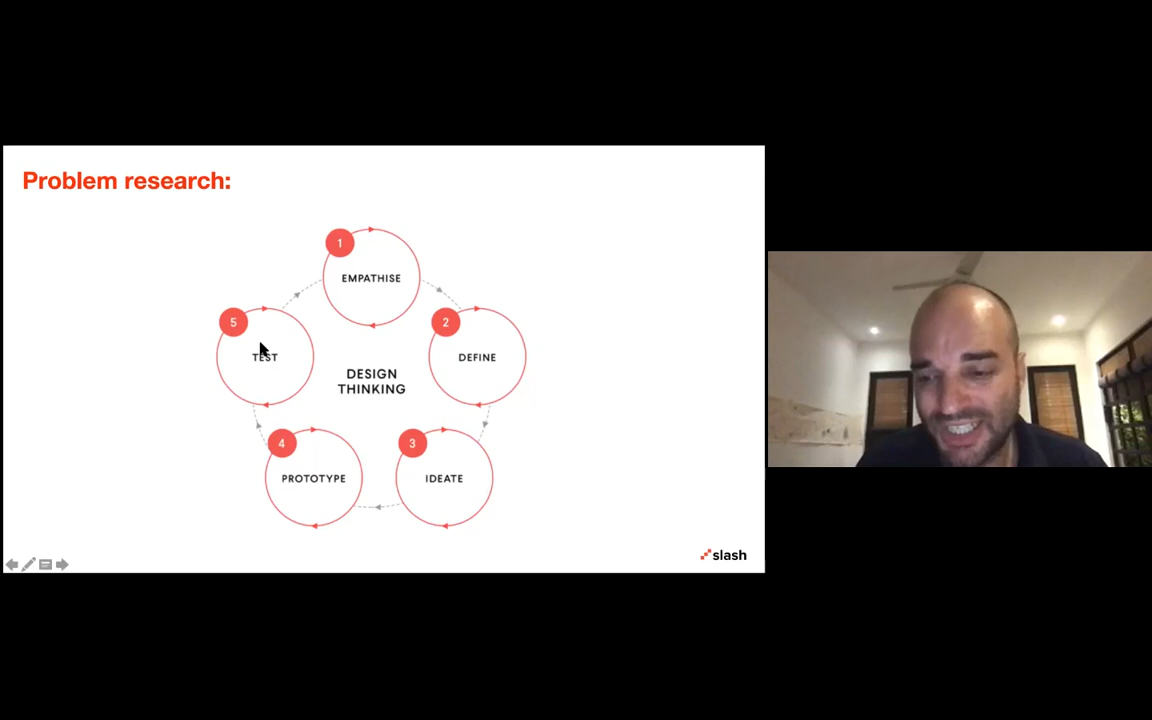 Problem research:
1
EMPATHISE
5
TEST
2
DEFINE
DESIGN
THINKING
4
PROTOTYPE
3
IDEATE
slash